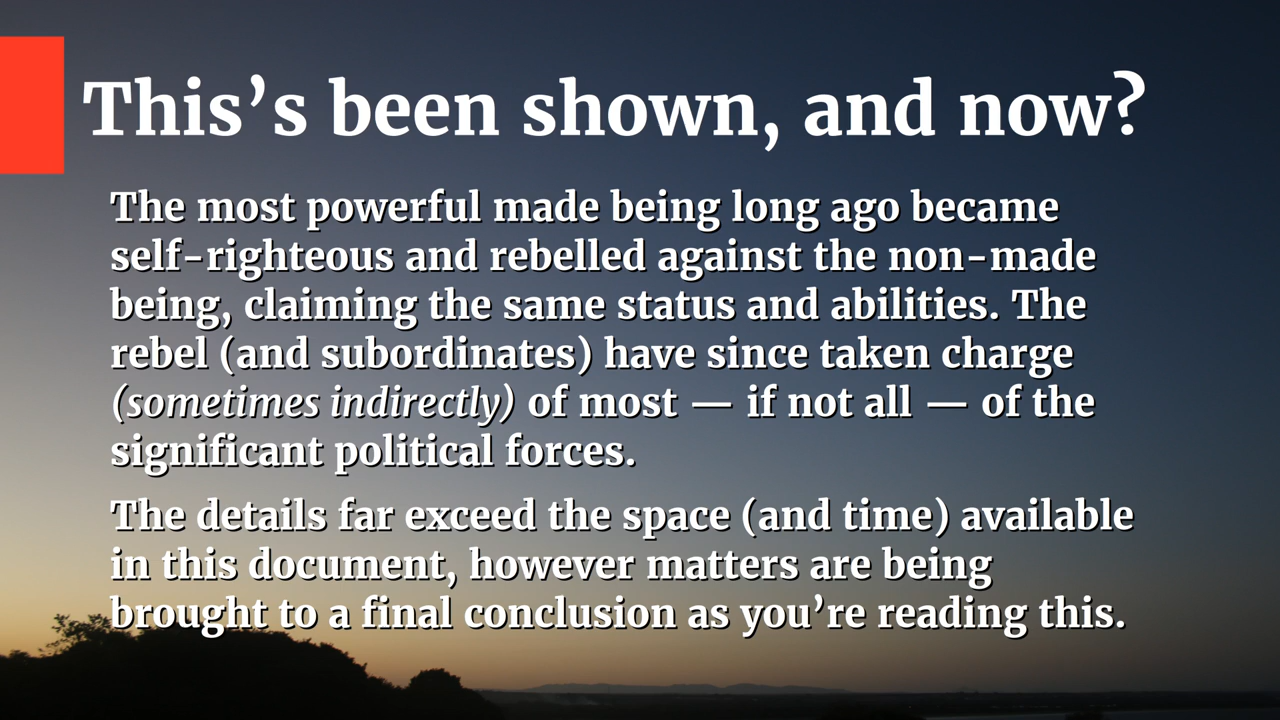 This’s been shown, and now?
The most powerful made being long ago became
self-righteous and rebelled against the non-made
being, claiming the same status and abilities. The
rebel (and subordinates) have since taken charge
(sometimes indirectly) of most — if not all — of the
significant political forces.
The details far exceed the space (and time) available
in this document, however matters are being
brought to a final conclusion as you’re reading this.